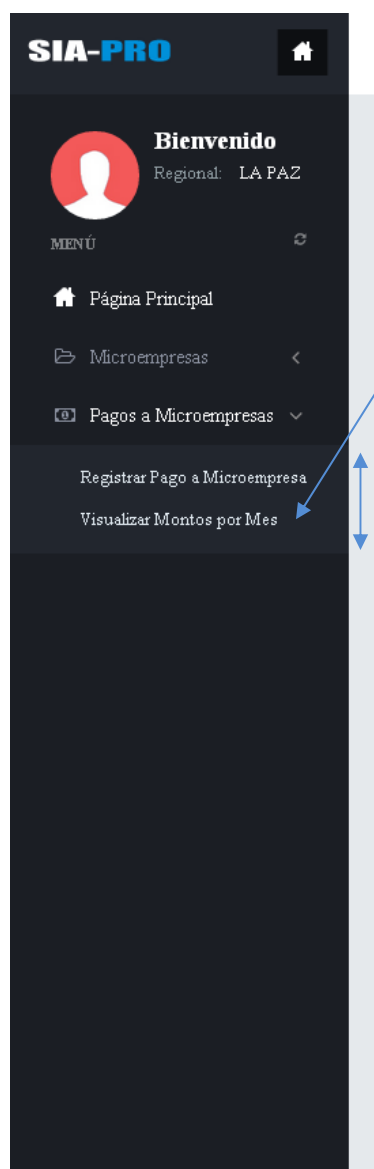 SIA-PRO
Bienvenido
Regional: LA PAZ
MENÚ
Página Principal
Microempresas
Pagos a Microempresas
Registrar Pago a Microempresa
Visualizar Montos por Mes